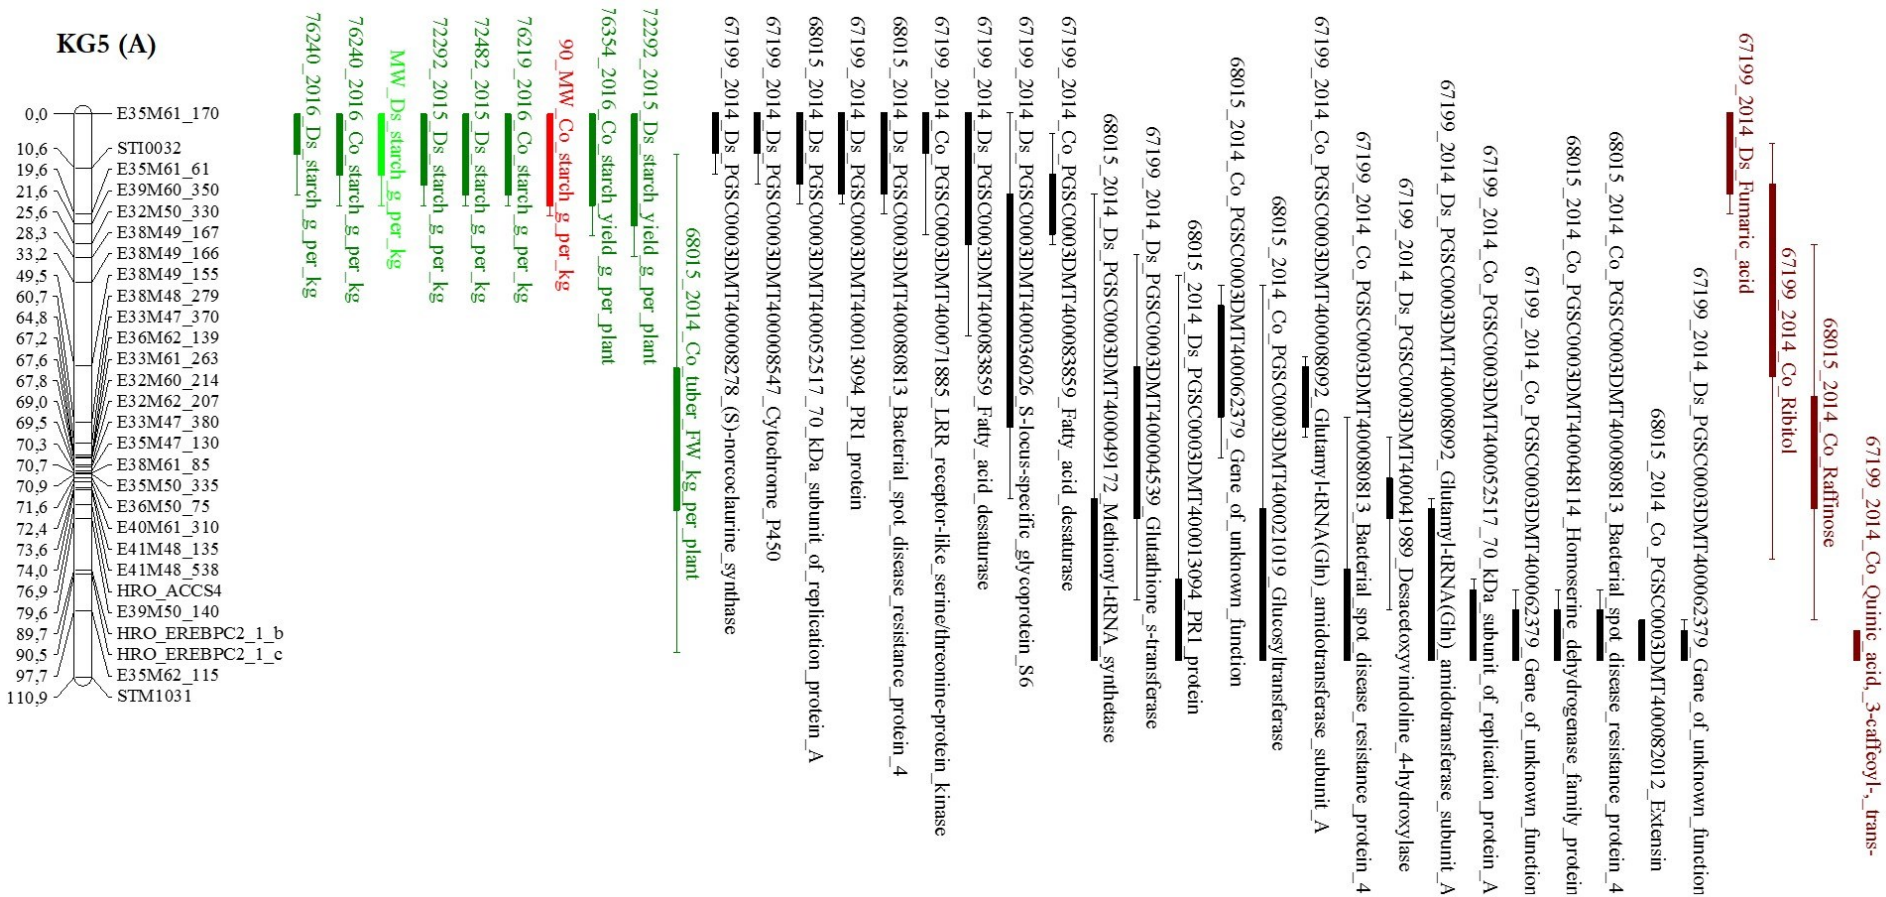 KG5 (A)
0,0 E35M61_170
10,6 STI0032
19,6 E35M61_61
21,6 E39M60_350
25,6 E32M50_330
28,3 E38M49_167
33,2 E38M49_166
49,5 E38M49_155
60,7 E38M48_279
64,8 E33M47_370
67,2 E36M62_139
67,6 E33M61_263
67,8 E32M60_214
69,0 E32M62_207
69,5 E33M47_380
70,3 E35M47_130
70,7 E38M61_85
70,9 E35M50_335
71,6 E36M50_75
72,4 E40M61_310
73,6 E41M48_135
74,0 E41M48_538
76,9 HRO_ACCS4
79,6 E39M50_140
89,7 HRO_EREBPC2_1_b
90,5 HRO_EREBPC2_1_c
97,7 E35M62_115
110,9 STM1031
76240_2016_Ds_starch_g_per_kg
76240_2016_Co_starch_g_per_kg
MW_Ds_starch_g_per_kg
72292_2015_Ds_starch_g_per_kg
72482_2015_Ds_starch_g_per_kg
76219_2016_Co_starch_g_per_kg
90_MW_Co_starch_g_per_kg
76354_2016_Co_starch_yield_g_per_plant
72292_2015_Ds_starch_yield_g_per_plant
68015_2014_Co_tuber_FW_kg_per_plant
67199_2014_Ds_PGSC0003DMT400008278_(S)-norcoclaurine_synthase
67199_2014_Ds_PGSC0003DMT400008547_Cytochrome_P450
68015_2014_Ds_PGSC0003DMT400052517_70_kDa_subunit_of_replication_protein_A
67199_2014_Ds_PGSC0003DMT400013094_PR1_protein
68015_2014_Ds_PGSC0003DMT400080813_Bacterial_spot_disease_resistance_protein_4
67199_2014_Co_PGSC0003DMT400071885_LRR_receptor-like_serine/threonine-protein_kinase
67199_2014_Ds_PGSC0003DMT400083859_Fatty_acid_desaturase
67199_2014_Ds_PGSC0003DMT400036026_S-locus-specific_glycoprotein_S6
67199_2014_Co_PGSC0003DMT400083859_Fatty_acid_desaturase
68015_2014_Ds_PGSC0003DMT400049172_Methionyl-tRNA_synthetase
67199_2014_Ds_PGSC0003DMT400004539_Glutathione_s-transferase
68015_2014_Ds_PGSC0003DMT400013094_PR1_protein
68015_2014_Co_PGSC0003DMT400062379_Gene_of_unknown_function
68015_2014_Co_PGSC0003DMT400021019_Glucosyltransferase
67199_2014_Co_PGSC0003DMT400008092_Glutamyl-tRNA(Gln)_amidotransferase_subunit_A
67199_2014_Co_PGSC0003DMT400080813_Bacterial_spot_disease_resistance_protein_4
67199_2014_Ds_PGSC0003DMT400041989_Desacetoxyvindoline_4-hydroxylase
67199_2014_Ds_PGSC0003DMT400008092_Glutamyl-tRNA(Gln)_amidotransferase_subunit_A
67199_2014_Co_PGSC0003DMT400052517_70_kDa_subunit_of_replication_protein_A
67199_2014_Co_PGSC0003DMT400062379_Gene_of_unknown_function
68015_2014_Co_PGSC0003DMT400048114_Homoserine_dehydrogenase_family_protein
68015_2014_Co_PGSC0003DMT400080813_Bacterial_spot_disease_resistance_protein_4
68015_2014_Co_PGSC0003DMT400082012_Extensin
67199_2014_Ds_PGSC0003DMT400062379_Gene_of_unknown_function
67199_2014_Ds_Fumaric_acid
67199_2014_Co_Ribitol
68015_2014_Co_Raffinose
67199_2014_Co_Quinic_acid,_3-caffeoyl-,_trans-